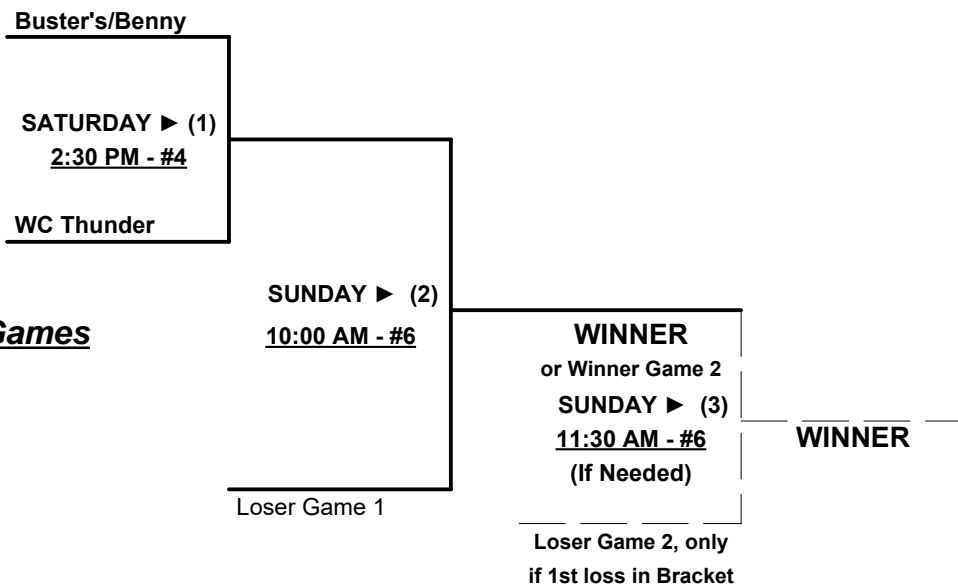 Buster's/Benny
SATURDAY ► (1)
2:30 PM - #4
WC Thunder
SUNDAY ► (2)
Games
10:00 AM - #6
WINNER
or Winner Game 2
SUNDAY ► (3)
11:30 AM - #6
(If Needed)
WINNER
Loser Game 1
Loser Game 2, only
if 1st loss in Bracket